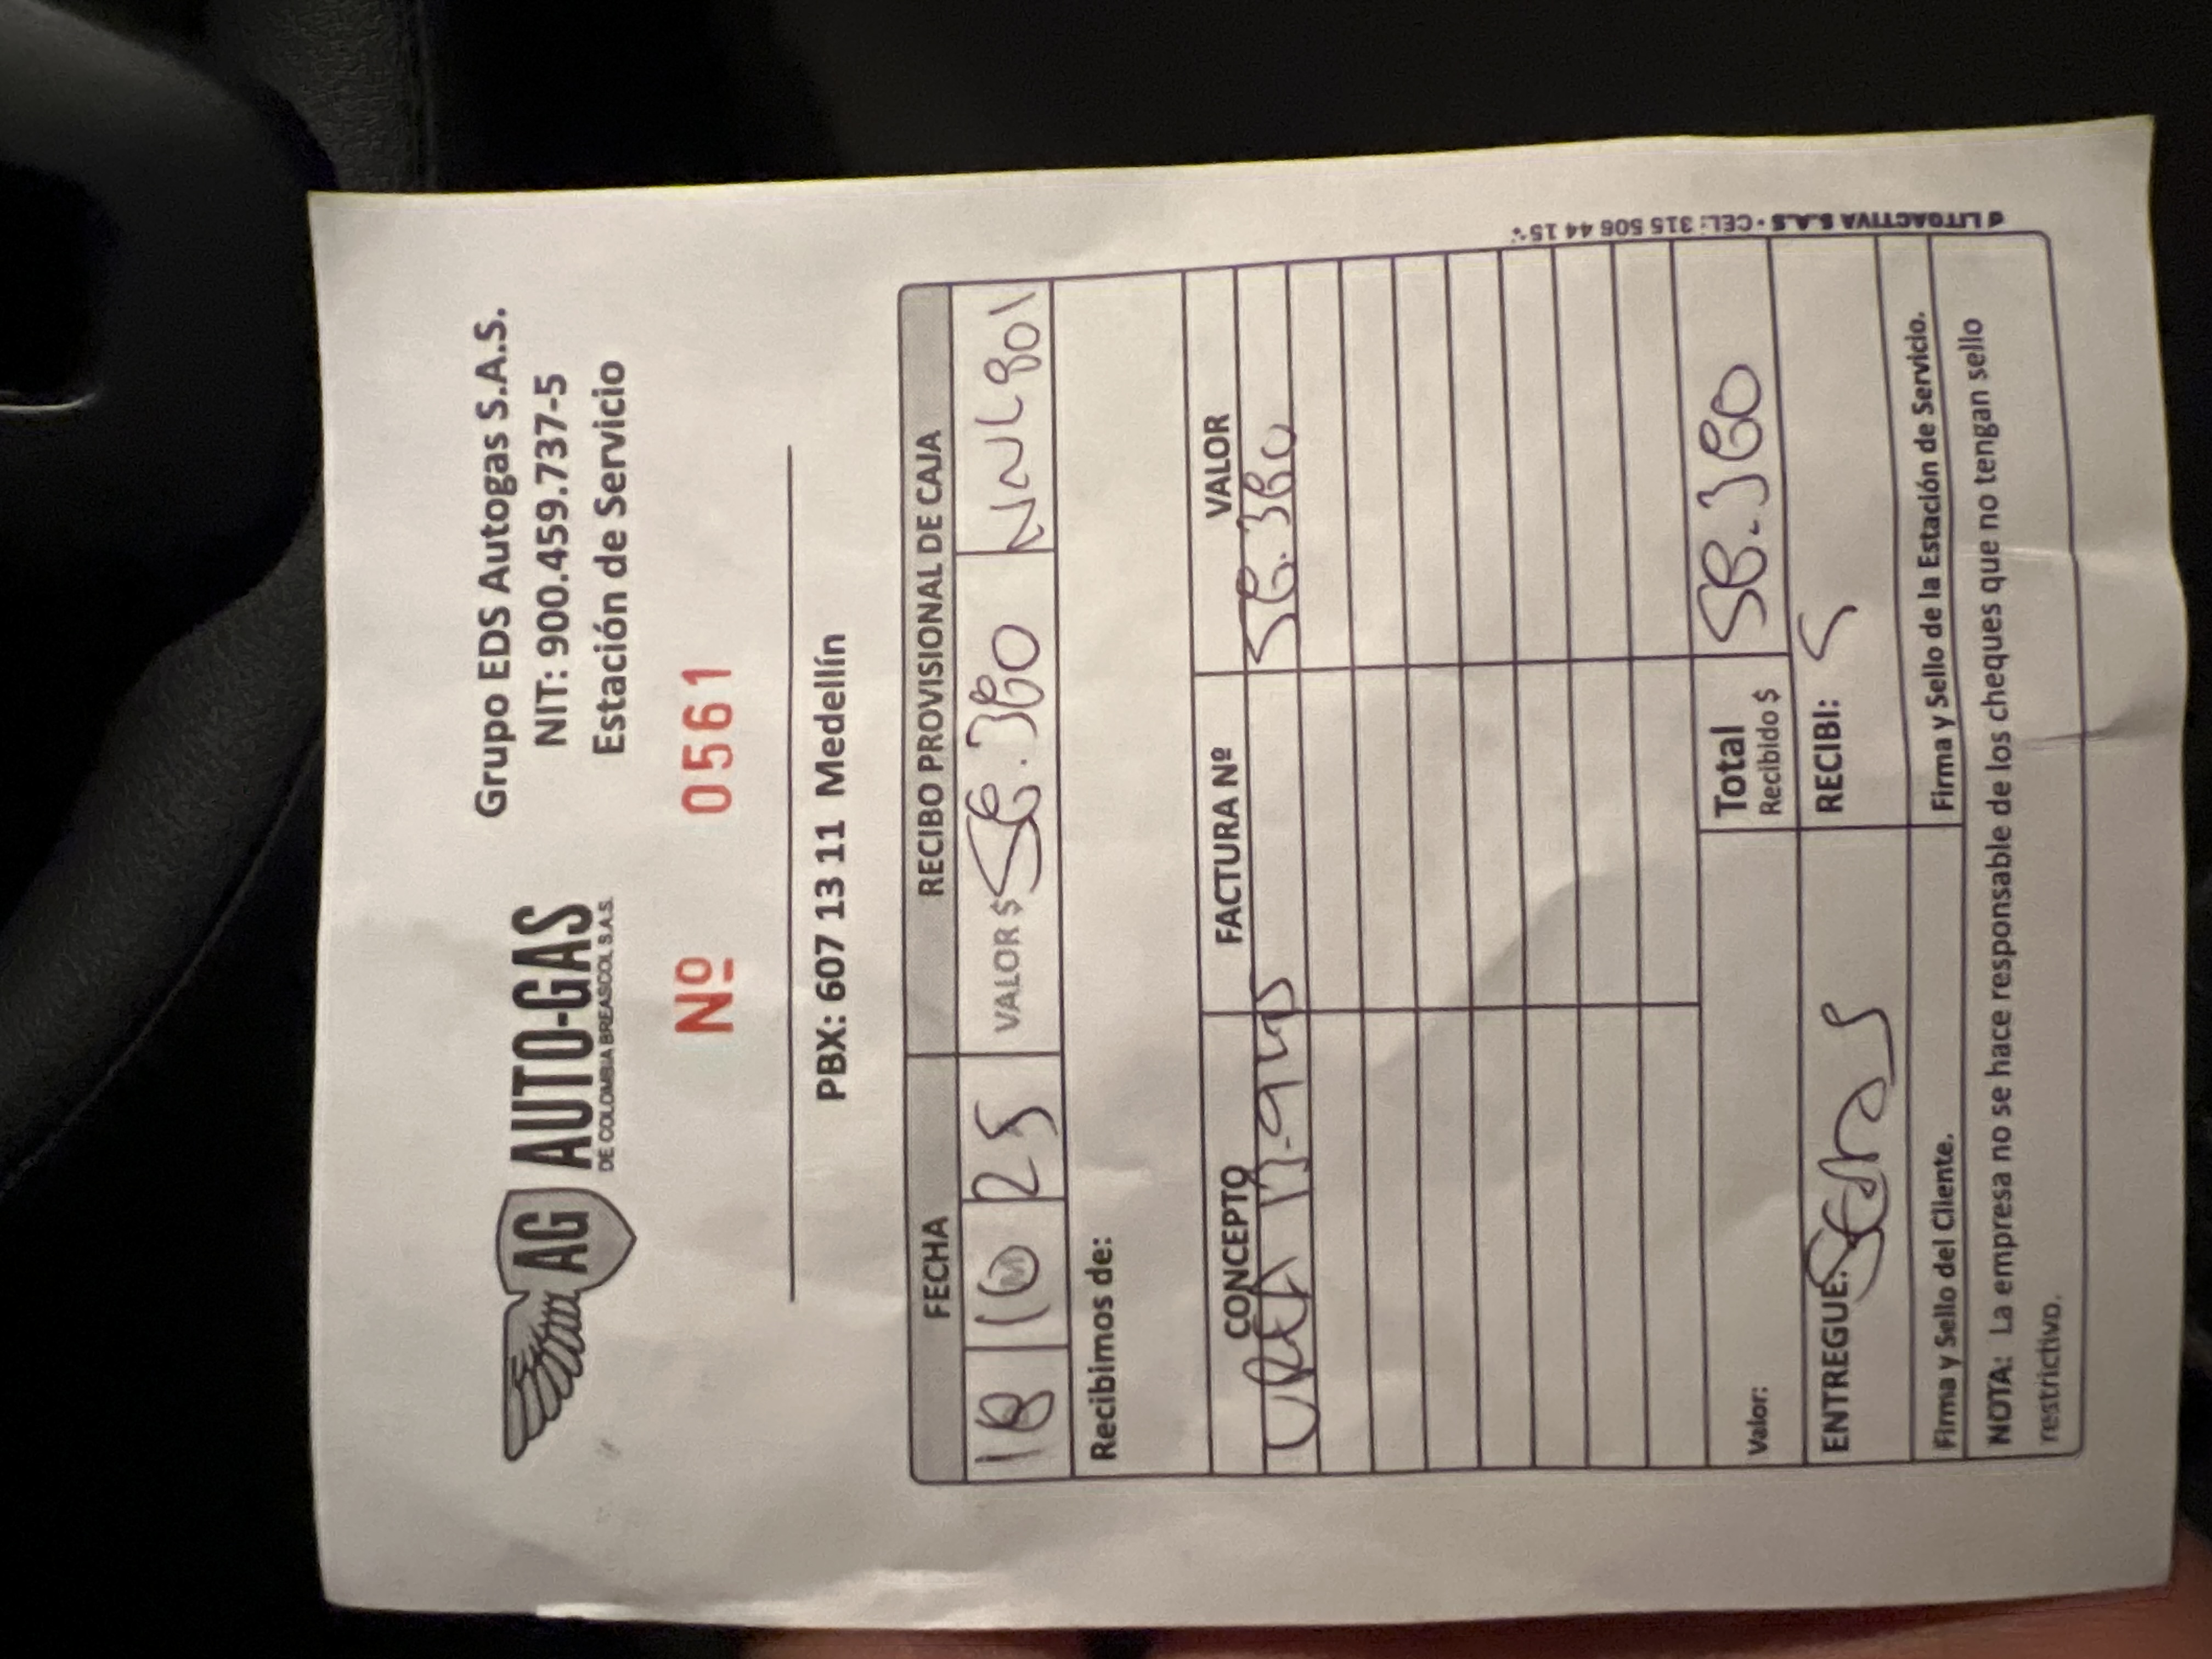 AG AUTO-GAS
DE COLOMBIA BREASCOL S.A.S.
Grupo EDS Autogas S.A.S.
NIT: 900.459.737-5
Estación de Servicio
Nº 0561
PBX: 607 13 11 Medellín
FECHA RECIBO PROVISIONAL DE CAJA
18 10 25 VALOR $ 58.380 NNL801
Recibimos de:
CONCEPTO FACTURA Nº VALOR
58.380
Valor: Total
Recibido $ 58.380
ENTREGUE: RECIBI:
Firma y Sello del Cliente. Firma y Sello de la Estación de Servicio.
NOTA: La empresa no se hace responsable de los cheques que no tengan sello
restrictivo.
LITOACTIVA S.A.S - CEL: 315 506 44 15